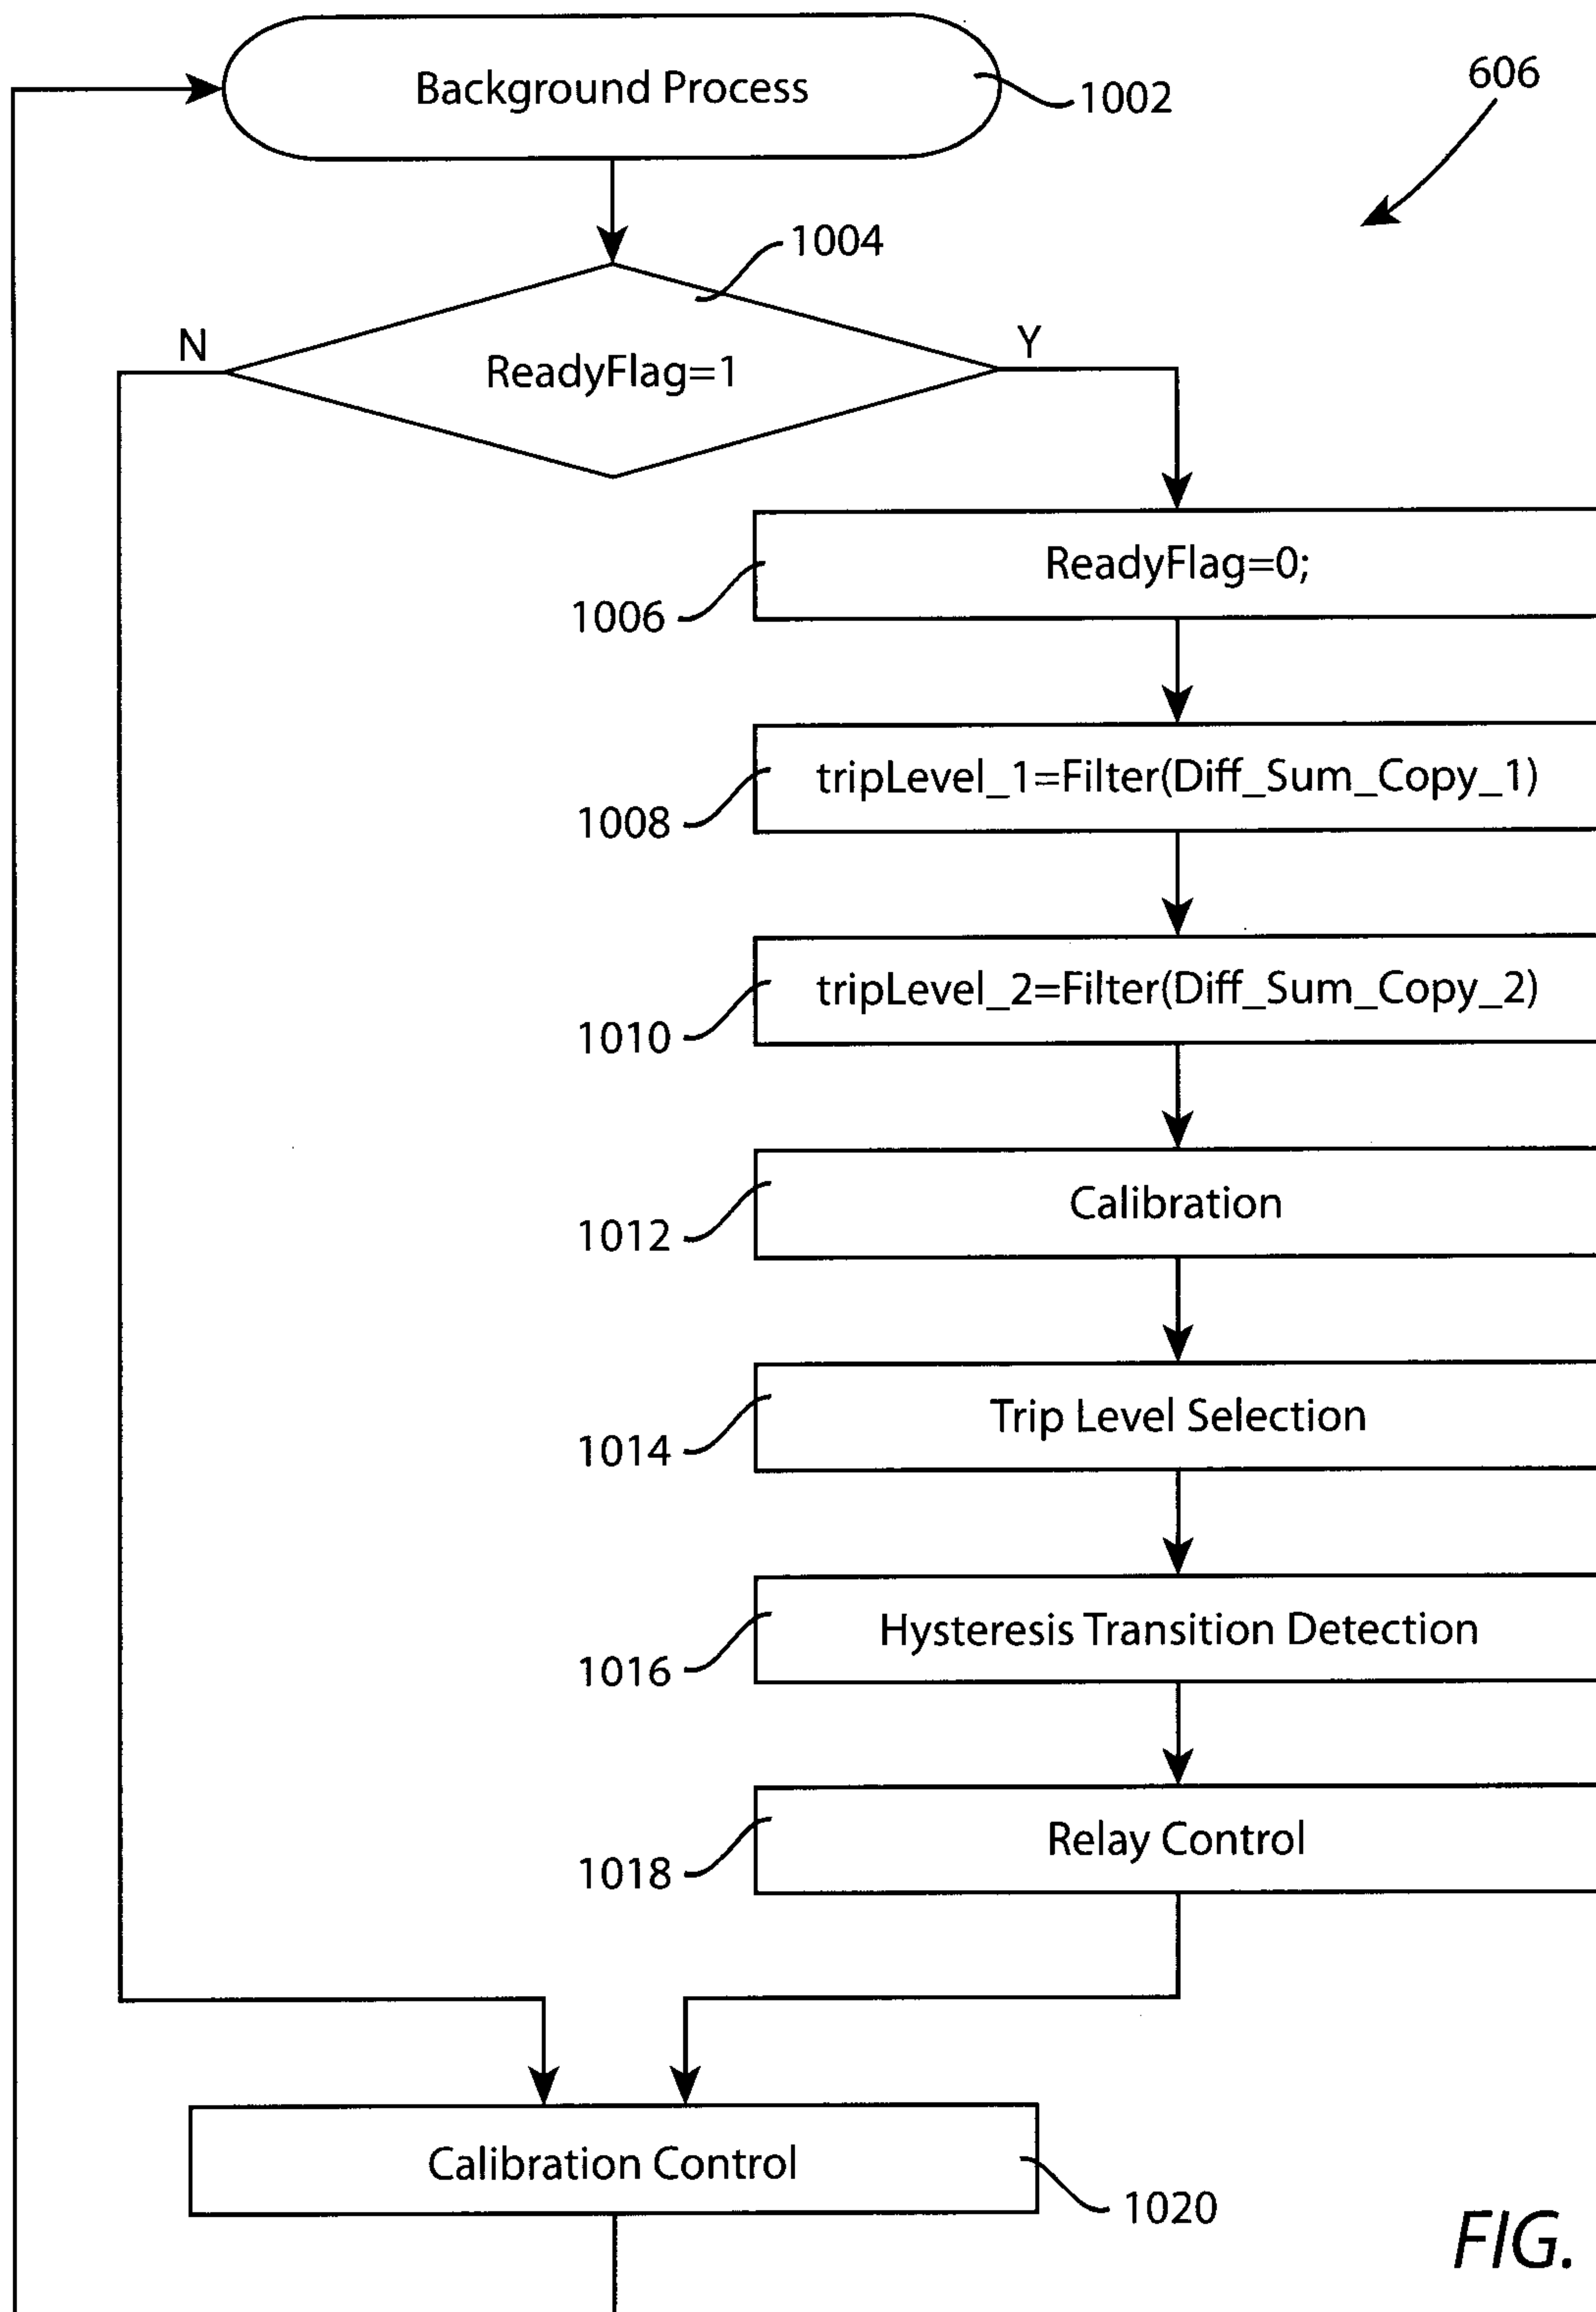 Background Process
1002
606
1004
N
ReadyFlag=1
Y
ReadyFlag=0;
1006
tripLevel_1=Filter(Diff_Sum_Copy_1)
1008
tripLevel_2=Filter(Diff_Sum_Copy_2)
1010
Calibration
1012
Trip Level Selection
1014
Hysteresis Transition Detection
1016
Relay Control
1018
Calibration Control
1020
FIG.